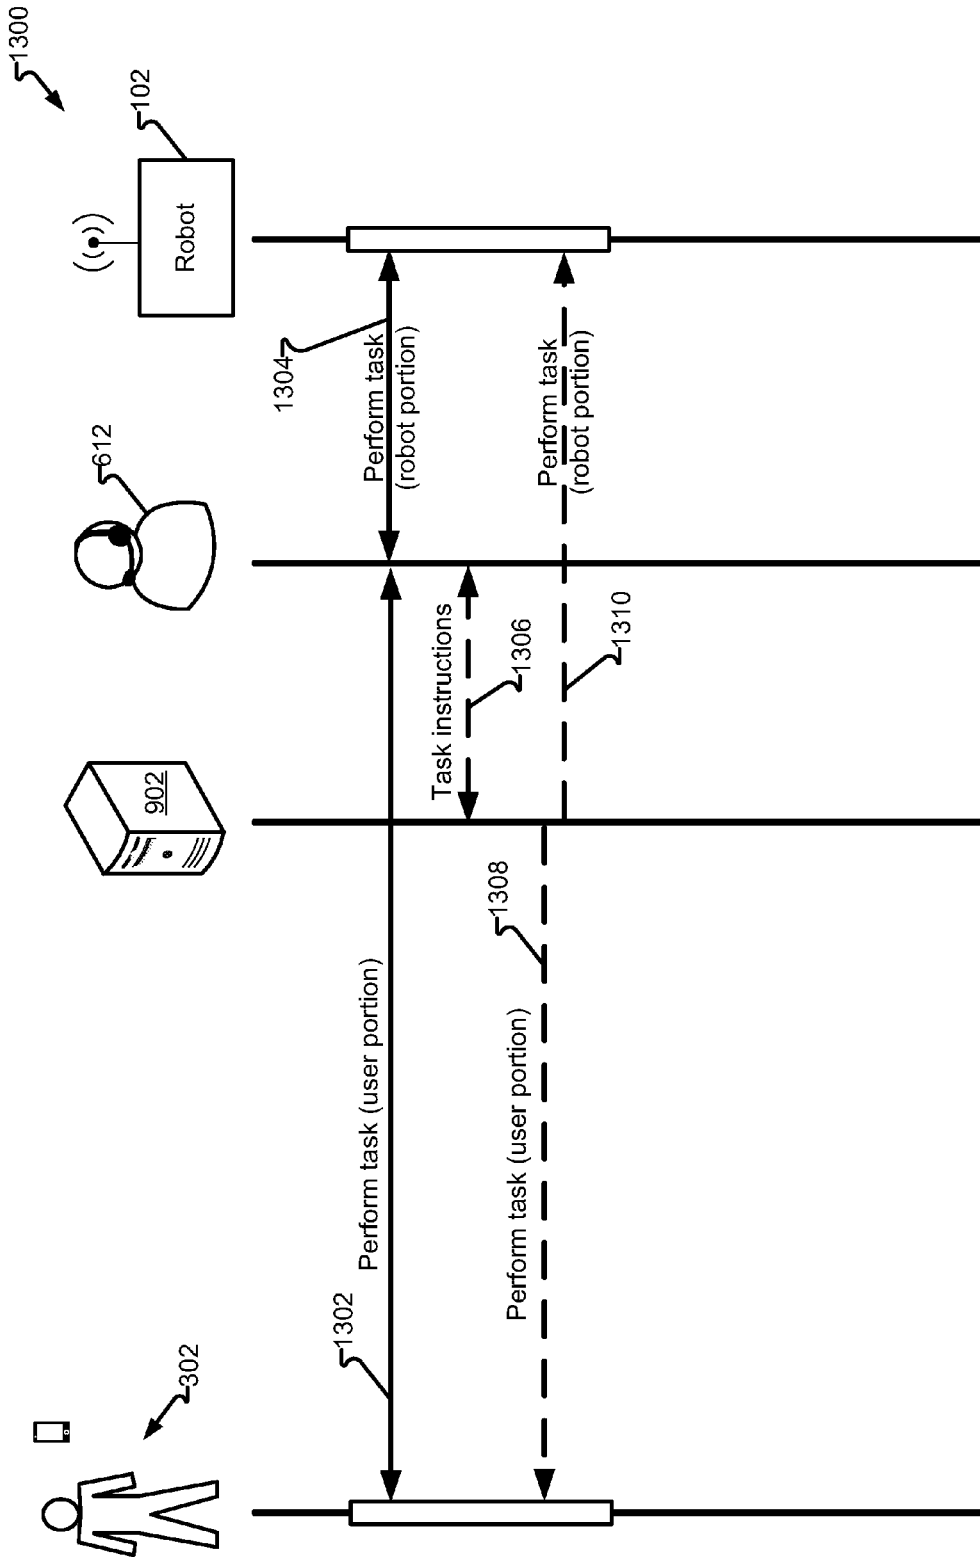 1300
302
902
612
102
Robot
1302
Perform task (user portion)
1304
Perform task
(robot portion)
Task instructions
1306
Perform task (user portion)
1308
Perform task
(robot portion)
1310